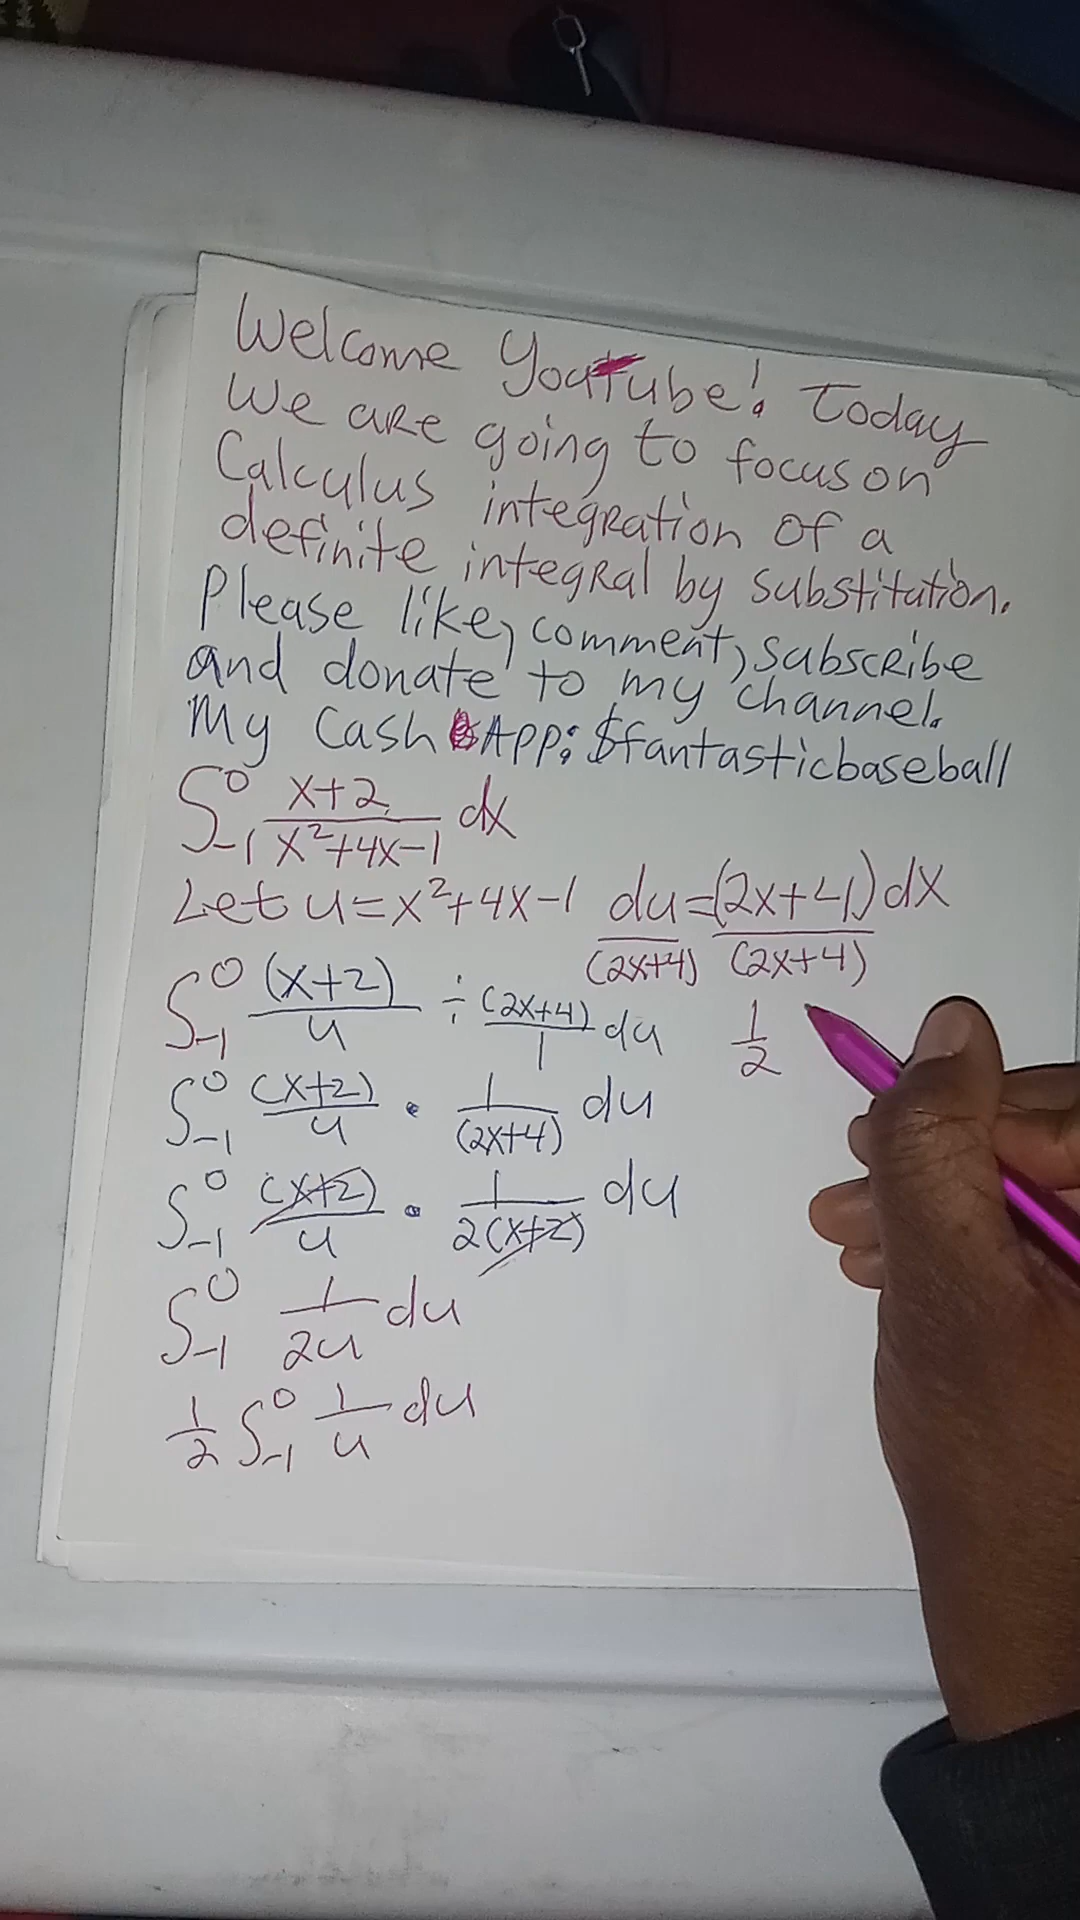 Welcome YouTube! Today
We are going to focus on
Calculus integration of a
definite integral by substitution.
Please like, comment, subscribe
and donate to my channel.
My Cash App: $fantasticbaseball
∫₋₁⁰ (x+2)/(x²+4x-1) dx
Let u=x²+4x-1 du/(2x+4)=(2x+4)dx/(2x+4)
∫₋₁⁰ (x+2)/u ÷ (2x+4)/1 du 1/2
∫₋₁⁰ (x+2)/u · 1/(2x+4) du
∫₋₁⁰ (x+2)/u · 1/2(x+2) du
∫₋₁⁰ 1/2u du
1/2 ∫₋₁⁰ 1/u du